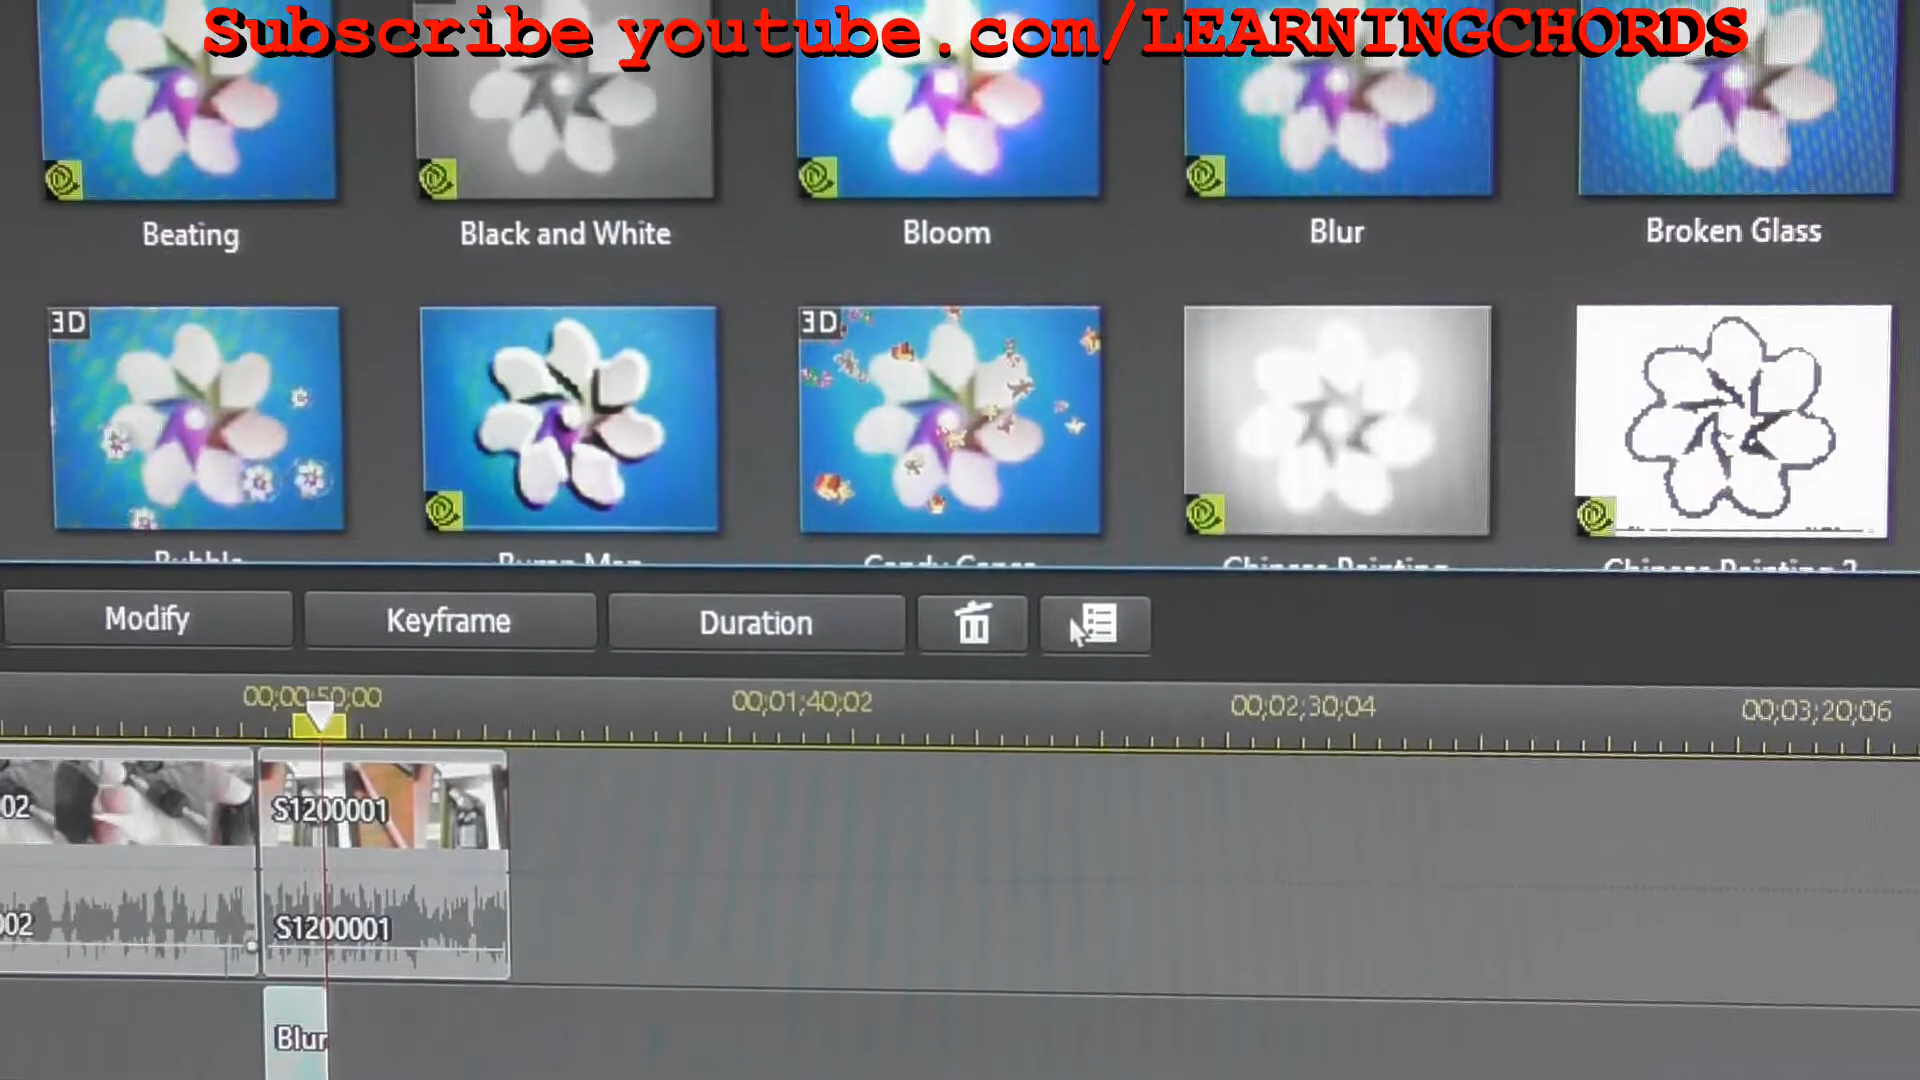 Subscribe youtube.com/LEARNINGCHORDS
Beating
Black and White
Bloom
Blur
Broken Glass
3D
3D
Bubble
Bump Map
Candy Canes
Chinese Painting
Chinese Painting 2
Modify
Keyframe
Duration
00;00;50;00
00;01;40;02
00;02;30;04
00;03;20;06
02
S1200001
002
S1200001
Blur